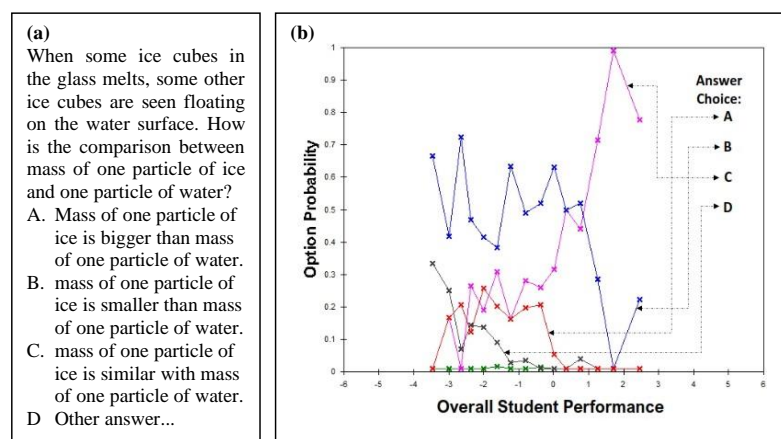 (a)
When some ice cubes in
the glass melts, some other
ice cubes are seen floating
on the water surface. How
is the comparison between
mass of one particle of ice
and one particle of water?
A. Mass of one particle of
ice is bigger than mass
of one particle of water.
B. mass of one particle of
ice is smaller than mass
of one particle of water.
C. mass of one particle of
ice is similar with mass
of one particle of water.
D Other answer...
(b)
Option Probability
1
0.9
0.8
0.7
0.6
0.5
0.4
0.3
0.2
0.1
0
-6
-5
-4
-3
-2
-1
0
1
2
3
4
5
6
Overall Student Performance
Answer
Choice:
A
B
C
D